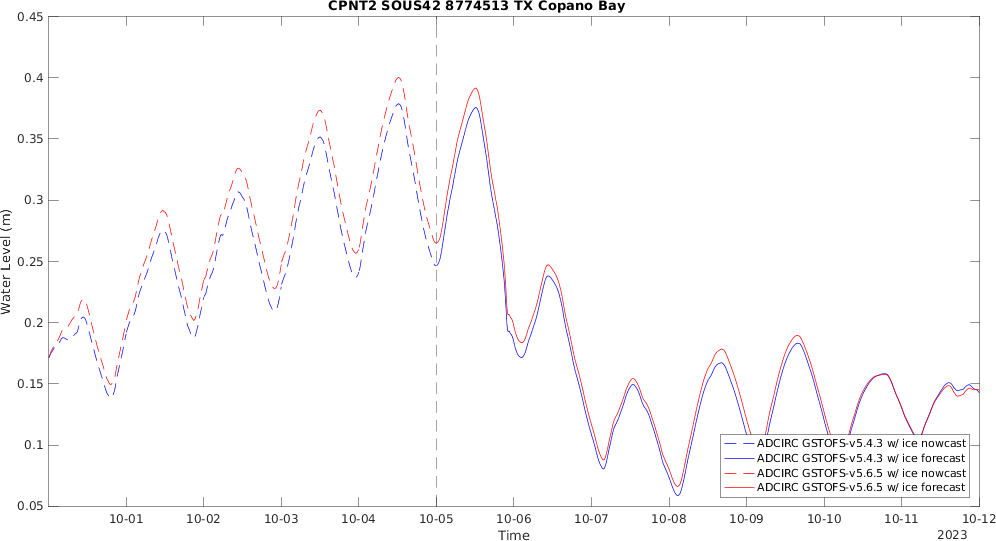 CPNT2 SOUS42 8774513 TX Copano Bay
0.45
0.4
0.35
0.3
0.25
0.2
0.15
0.1
0.05
Water Level (m)
ADCIRC GSTOFS-v5.4.3 w/ ice nowcast
ADCIRC GSTOFS-v5.4.3 w/ ice forecast
ADCIRC GSTOFS-v5.6.5 w/ ice nowcast
ADCIRC GSTOFS-v5.6.5 w/ ice forecast
10-01 10-02 10-03 10-04 10-05 10-06 10-07 10-08 10-09 10-10 10-11 10-12
Time
2023